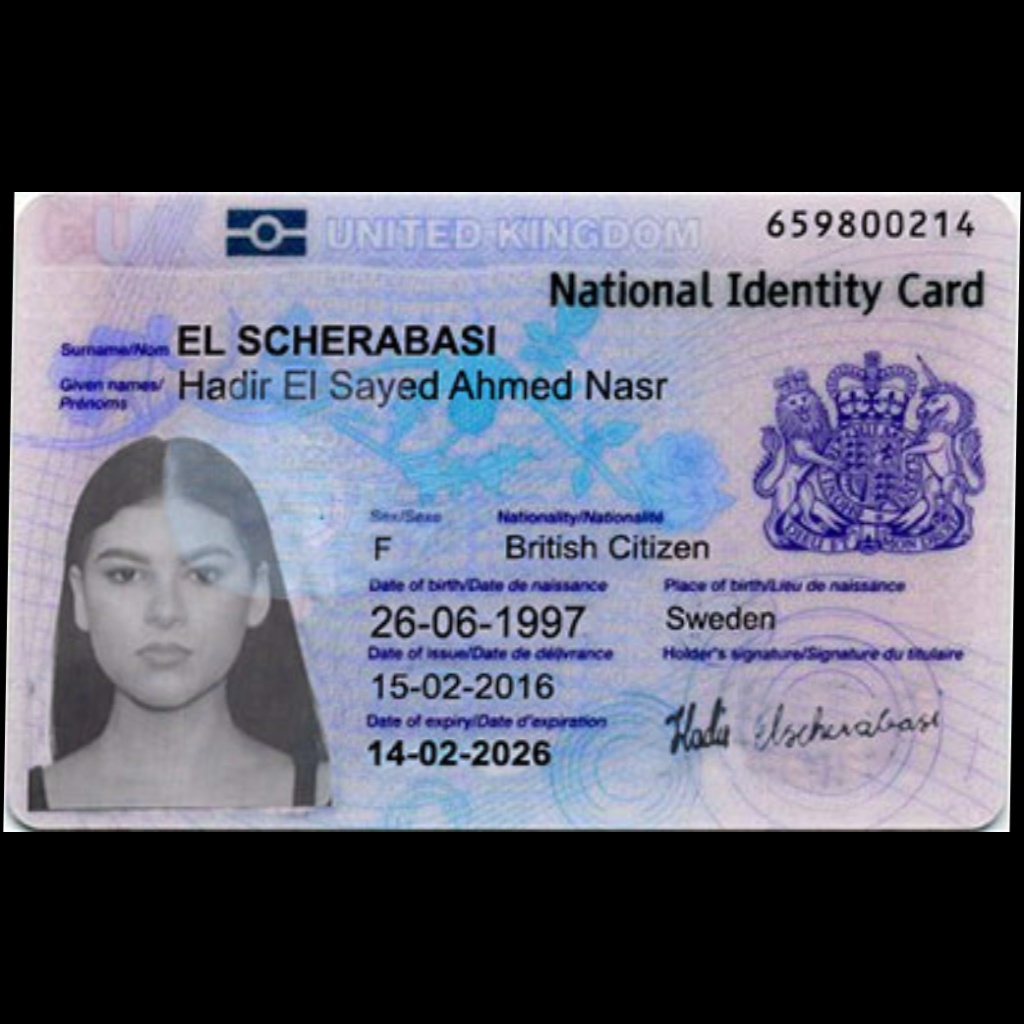 UNITED KINGDOM
659800214
National Identity Card
Surname/Nom EL SCHERABASI
Given names/ Hadir El Sayed Ahmed Nasr
Prénoms
Sex/Sexe Nationality/Nationalité
F British Citizen
Date of birth/Date de naissance Place of birth/Lieu de naissance
26-06-1997 Sweden
Date of issue/Date de délivrance Holder's signature/Signature du titulaire
15-02-2016
Date of expiry/Date d'expiration
14-02-2026
Hadir Elscherabasi